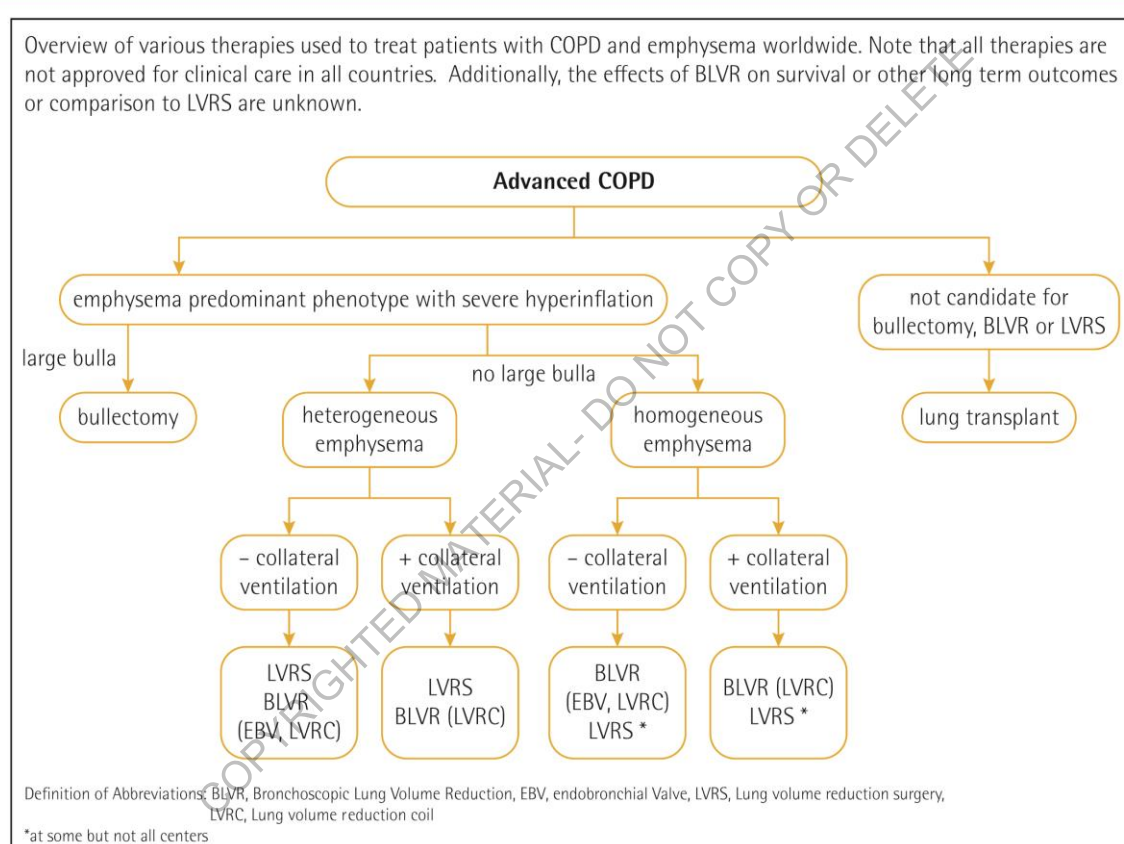 Overview of various therapies used to treat patients with COPD and emphysema worldwide. Note that all therapies are
not approved for clinical care in all countries.  Additionally, the effects of BLVR on survival or other long term outcomes
or comparison to LVRS are unknown.
Advanced COPD
emphysema predominant phenotype with severe hyperinflation
not candidate for
bullectomy, BLVR or LVRS
large bulla
no large bulla
bullectomy
heterogeneous
emphysema
homogeneous
emphysema
lung transplant
– collateral
ventilation
+ collateral
ventilation
– collateral
ventilation
+ collateral
ventilation
LVRS
BLVR
(EBV, LVRC)
LVRS
BLVR (LVRC)
BLVR
(EBV, LVRC)
LVRS *
BLVR (LVRC)
LVRS *
Definition of Abbreviations: BLVR, Bronchoscopic Lung Volume Reduction, EBV, endobronchial Valve, LVRS, Lung volume reduction surgery,
LVRC, Lung volume reduction coil
*at some but not all centers
COPYRIGHTED MATERIAL- DO NOT COPY OR DELETE